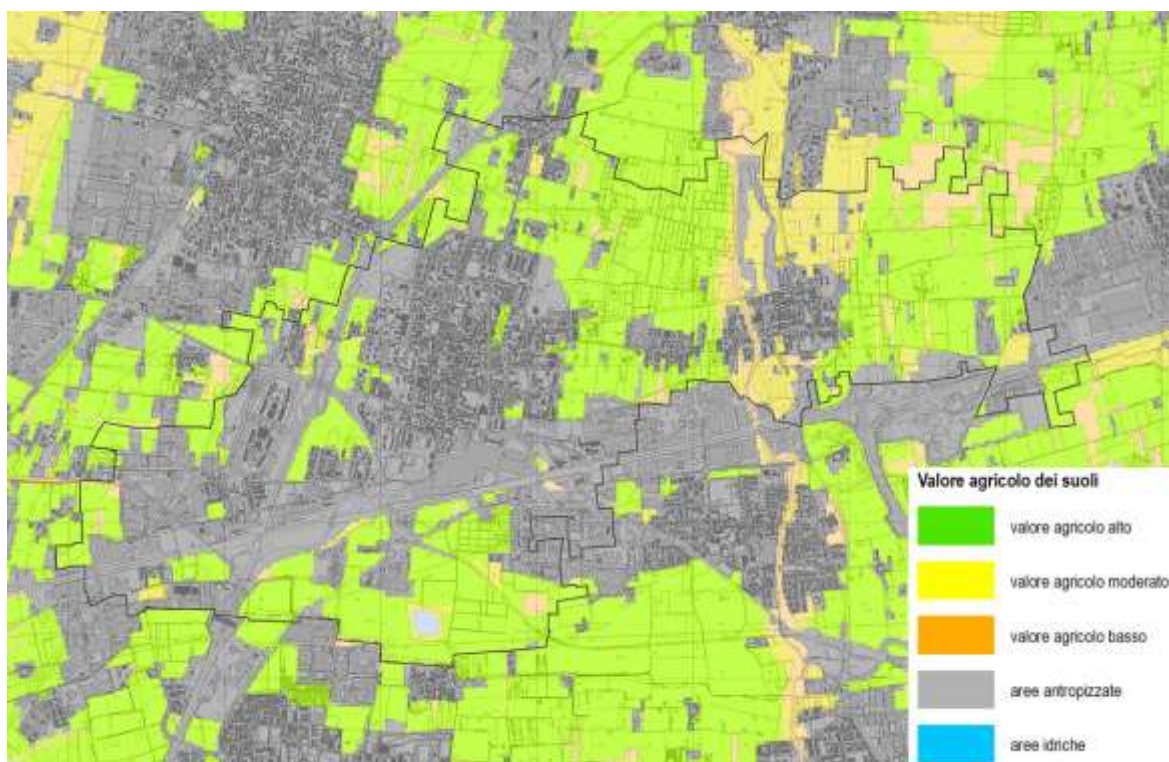 Valore agricolo dei suoli
valore agricolo alto
valore agricolo moderato
valore agricolo basso
aree antropizzate
aree idriche